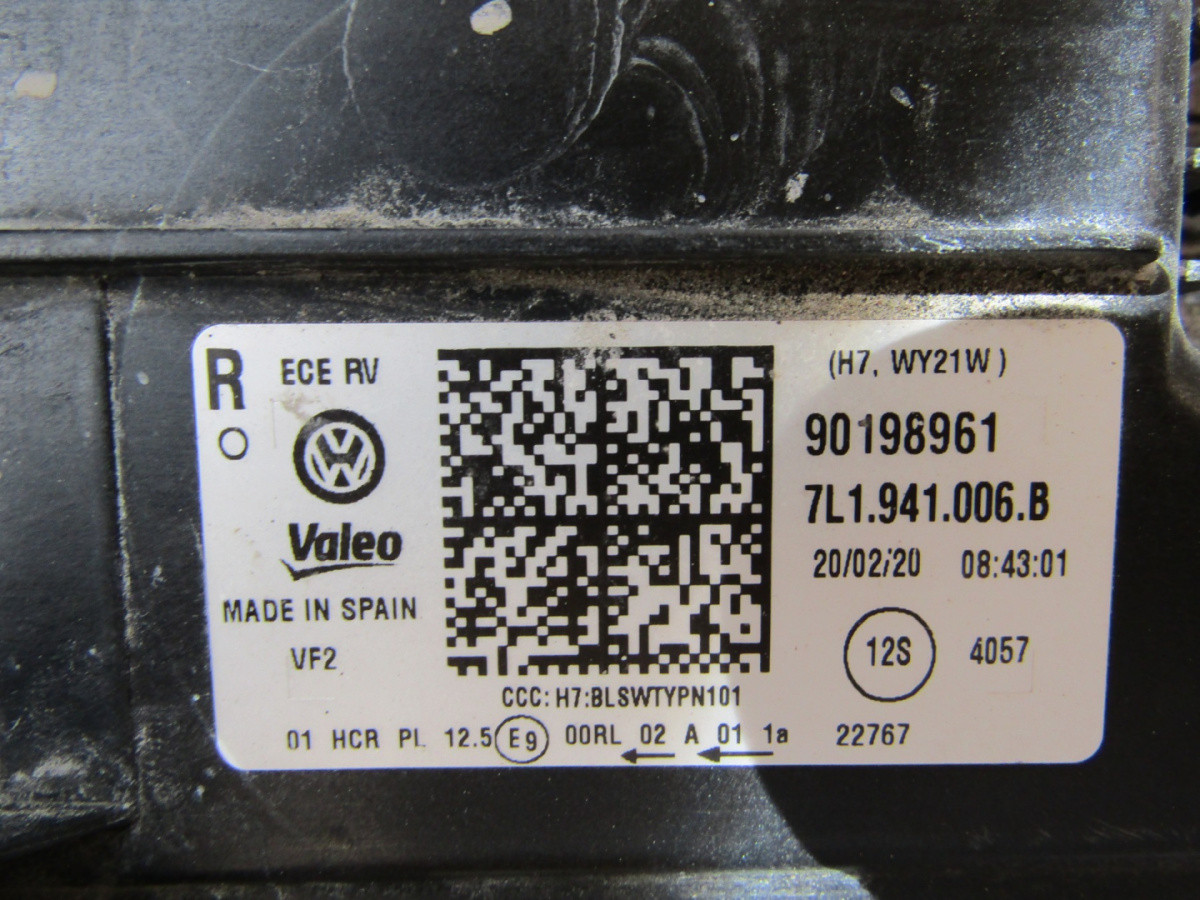 R
ECE RV
O
VW
Valeo
MADE IN SPAIN
VF2
CCC: H7:BLSWTYPN101
(H7, WY21W)
90198961
7L1.941.006.B
20/02/20 08:43:01
12S 4057
01 HCR PL 12.5 E9 00RL 02 A 01 1a 22767